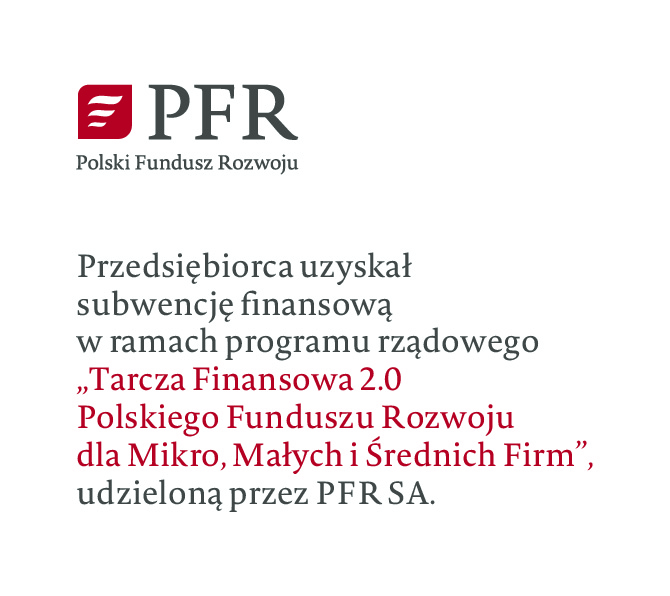 PFR
Polski Fundusz Rozwoju
Przedsiębiorca uzyskał
subwencję finansową
w ramach programu rządowego
„Tarcza Finansowa 2.0
Polskiego Funduszu Rozwoju
dla Mikro, Małych i Średnich Firm”,
udzieloną przez PFR SA.